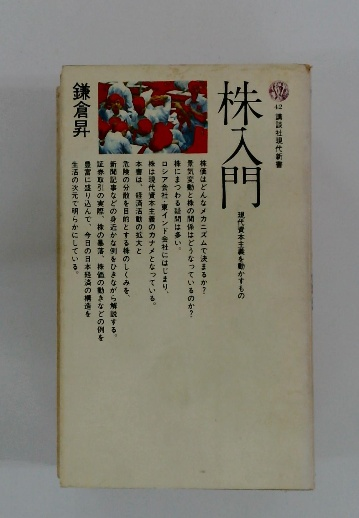 42 講談社現代新書
株入門
現代資本主義を動かすもの
株価はどんなメカニズムで決まるか?
景気変動と株の関係はどうなっているのか?
株にまつわる疑問は多い。
ロシア会社・東インド会社にはじまり、
株は現代資本主義のカナメとなっている。
本書は、経済活動の拡大と
危険の分散を目的とする株のしくみを、
新聞記事などの身近かな例をひきながら解説する。
証券取引の実際、株の暴落、株価の動きなどの例を
豊富に盛り込んで、今日の日本経済の構造を
生活の次元で明らかにしている。
鎌倉昇